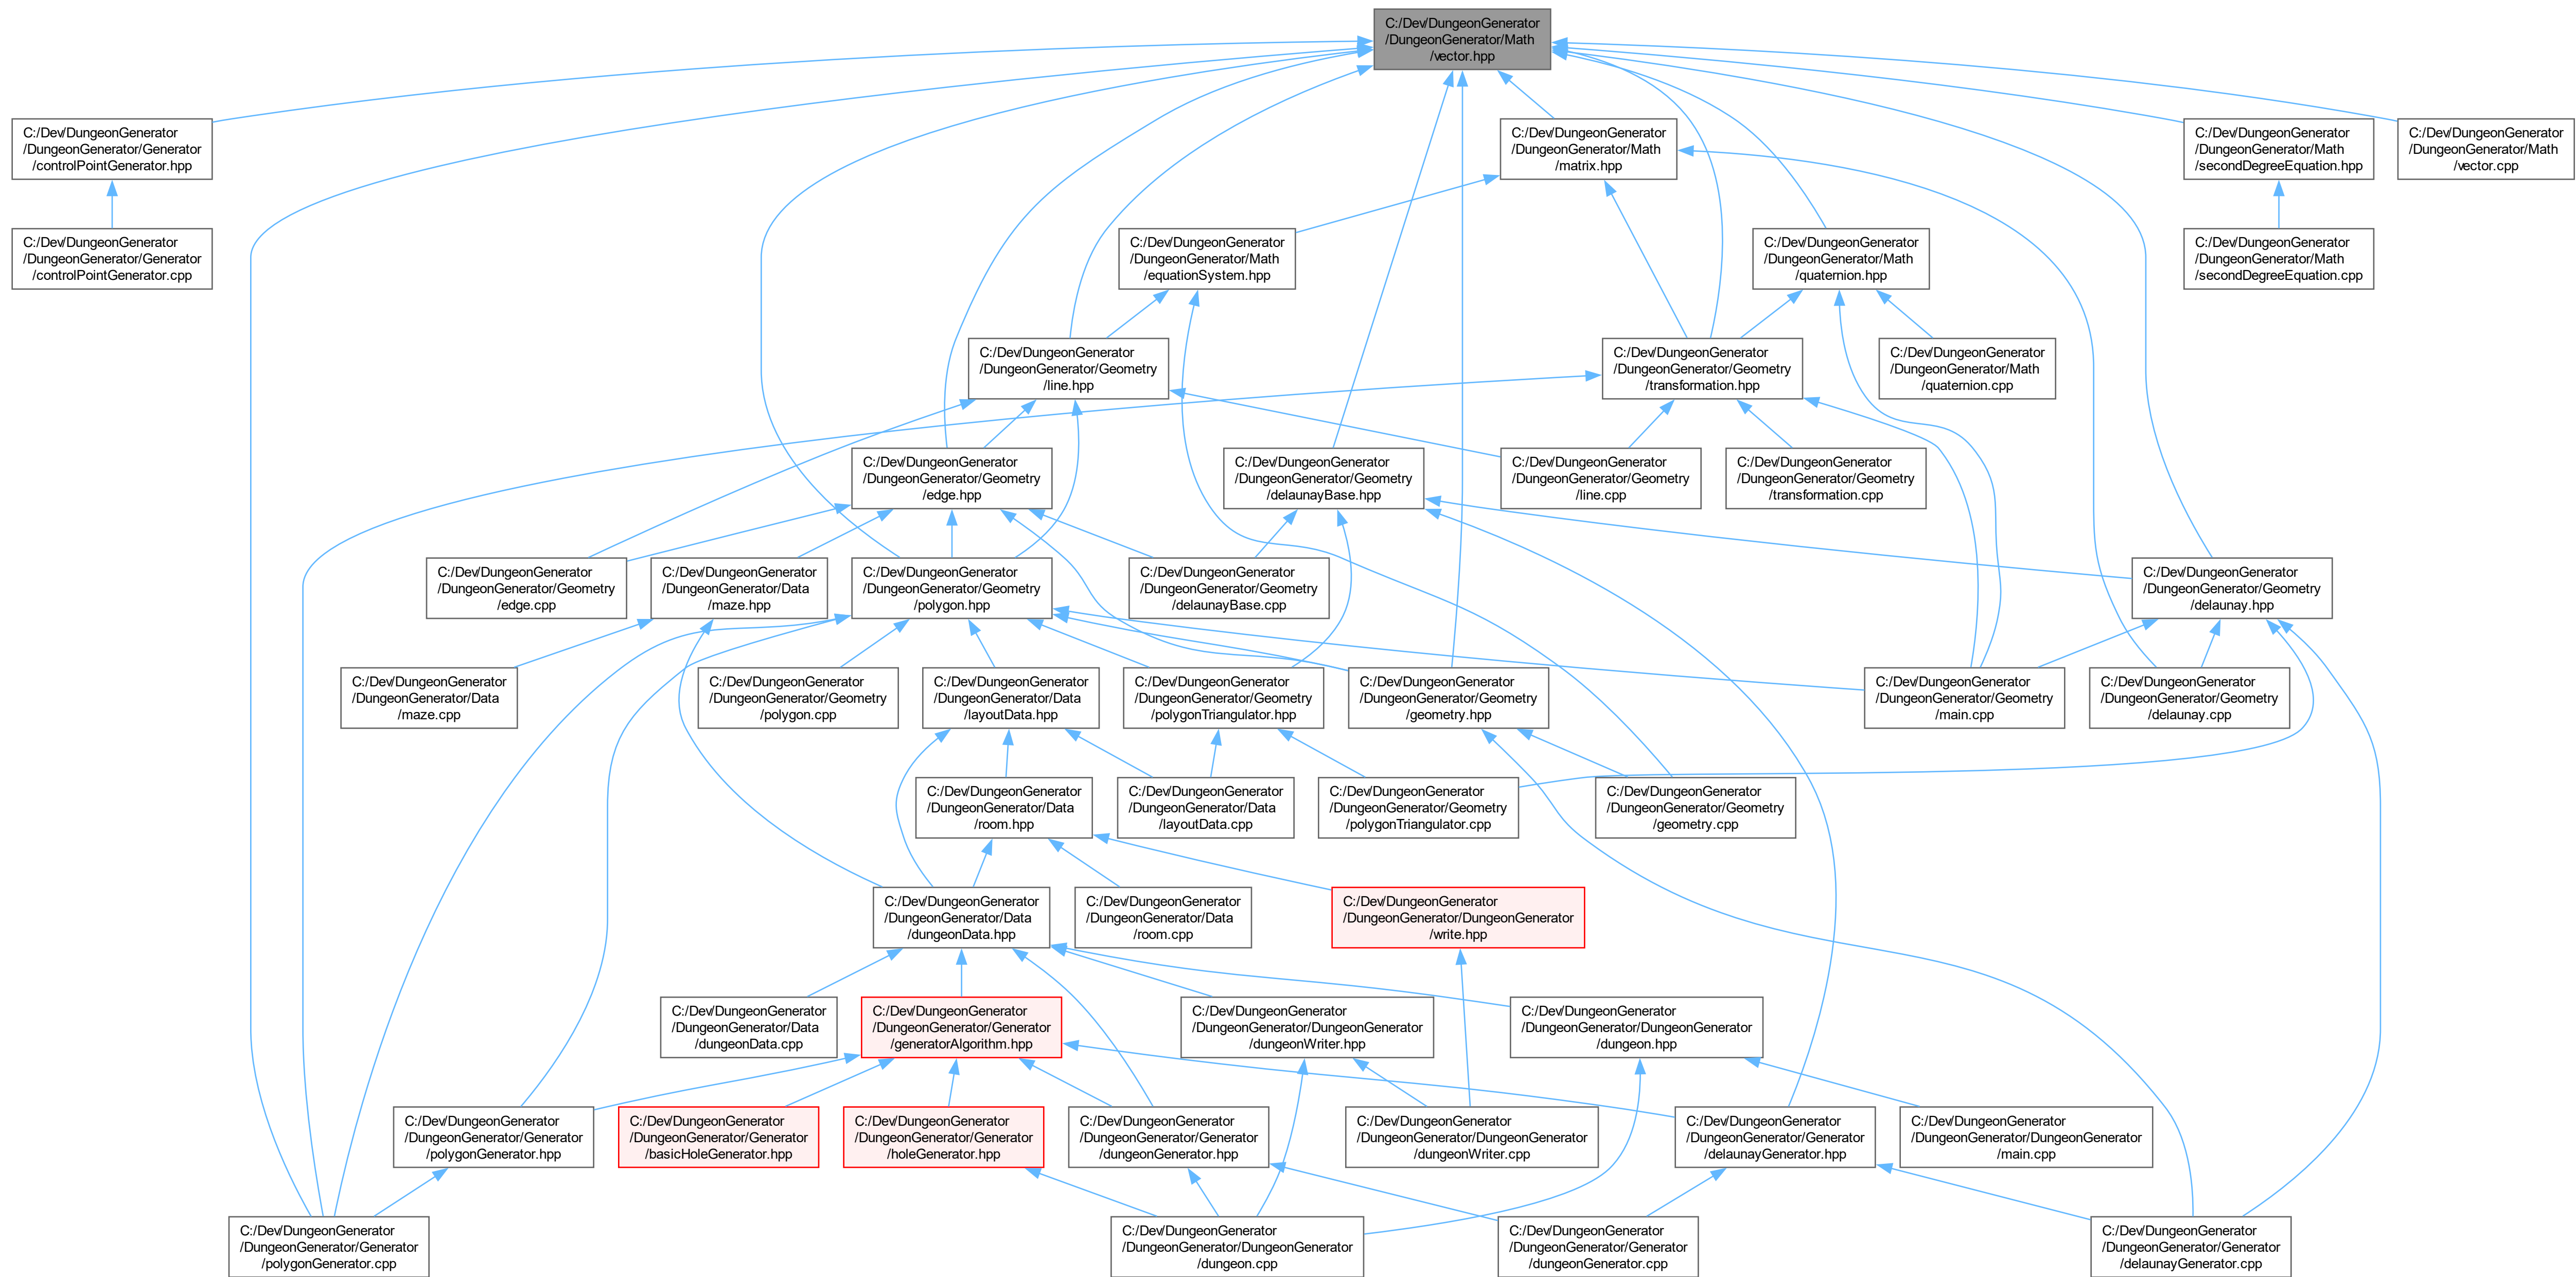 C:/Dev/DungeonGenerator
/DungeonGenerator/Math
/vector.hpp
C:/Dev/DungeonGenerator
/DungeonGenerator/Generator
/controlPointGenerator.hpp
C:/Dev/DungeonGenerator
/DungeonGenerator/Math
/matrix.hpp
C:/Dev/DungeonGenerator
/DungeonGenerator/Math
/secondDegreeEquation.hpp
C:/Dev/DungeonGenerator
/DungeonGenerator/Math
/vector.cpp
C:/Dev/DungeonGenerator
/DungeonGenerator/Generator
/controlPointGenerator.cpp
C:/Dev/DungeonGenerator
/DungeonGenerator/Math
/equationSystem.hpp
C:/Dev/DungeonGenerator
/DungeonGenerator/Math
/quaternion.hpp
C:/Dev/DungeonGenerator
/DungeonGenerator/Math
/secondDegreeEquation.cpp
C:/Dev/DungeonGenerator
/DungeonGenerator/Geometry
/line.hpp
C:/Dev/DungeonGenerator
/DungeonGenerator/Geometry
/transformation.hpp
C:/Dev/DungeonGenerator
/DungeonGenerator/Math
/quaternion.cpp
C:/Dev/DungeonGenerator
/DungeonGenerator/Geometry
/edge.hpp
C:/Dev/DungeonGenerator
/DungeonGenerator/Geometry
/delaunayBase.hpp
C:/Dev/DungeonGenerator
/DungeonGenerator/Geometry
/line.cpp
C:/Dev/DungeonGenerator
/DungeonGenerator/Geometry
/transformation.cpp
C:/Dev/DungeonGenerator
/DungeonGenerator/Geometry
/edge.cpp
C:/Dev/DungeonGenerator
/DungeonGenerator/Data
/maze.hpp
C:/Dev/DungeonGenerator
/DungeonGenerator/Geometry
/polygon.hpp
C:/Dev/DungeonGenerator
/DungeonGenerator/Geometry
/delaunayBase.cpp
C:/Dev/DungeonGenerator
/DungeonGenerator/Geometry
/delaunay.hpp
C:/Dev/DungeonGenerator
/DungeonGenerator/Data
/maze.cpp
C:/Dev/DungeonGenerator
/DungeonGenerator/Geometry
/polygon.cpp
C:/Dev/DungeonGenerator
/DungeonGenerator/Data
/layoutData.hpp
C:/Dev/DungeonGenerator
/DungeonGenerator/Geometry
/polygonTriangulator.hpp
C:/Dev/DungeonGenerator
/DungeonGenerator/Geometry
/geometry.hpp
C:/Dev/DungeonGenerator
/DungeonGenerator/Geometry
/main.cpp
C:/Dev/DungeonGenerator
/DungeonGenerator/Geometry
/delaunay.cpp
C:/Dev/DungeonGenerator
/DungeonGenerator/Data
/room.hpp
C:/Dev/DungeonGenerator
/DungeonGenerator/Data
/layoutData.cpp
C:/Dev/DungeonGenerator
/DungeonGenerator/Geometry
/polygonTriangulator.cpp
C:/Dev/DungeonGenerator
/DungeonGenerator/Geometry
/geometry.cpp
C:/Dev/DungeonGenerator
/DungeonGenerator/Data
/dungeonData.hpp
C:/Dev/DungeonGenerator
/DungeonGenerator/Data
/room.cpp
C:/Dev/DungeonGenerator
/DungeonGenerator/DungeonGenerator
/write.hpp
C:/Dev/DungeonGenerator
/DungeonGenerator/Data
/dungeonData.cpp
C:/Dev/DungeonGenerator
/DungeonGenerator/Generator
/generatorAlgorithm.hpp
C:/Dev/DungeonGenerator
/DungeonGenerator/DungeonGenerator
/dungeonWriter.hpp
C:/Dev/DungeonGenerator
/DungeonGenerator/DungeonGenerator
/dungeon.hpp
C:/Dev/DungeonGenerator
/DungeonGenerator/Generator
/polygonGenerator.hpp
C:/Dev/DungeonGenerator
/DungeonGenerator/Generator
/basicHoleGenerator.hpp
C:/Dev/DungeonGenerator
/DungeonGenerator/Generator
/holeGenerator.hpp
C:/Dev/DungeonGenerator
/DungeonGenerator/Generator
/dungeonGenerator.hpp
C:/Dev/DungeonGenerator
/DungeonGenerator/DungeonGenerator
/dungeonWriter.cpp
C:/Dev/DungeonGenerator
/DungeonGenerator/Generator
/delaunayGenerator.hpp
C:/Dev/DungeonGenerator
/DungeonGenerator/DungeonGenerator
/main.cpp
C:/Dev/DungeonGenerator
/DungeonGenerator/Generator
/polygonGenerator.cpp
C:/Dev/DungeonGenerator
/DungeonGenerator/DungeonGenerator
/dungeon.cpp
C:/Dev/DungeonGenerator
/DungeonGenerator/Generator
/dungeonGenerator.cpp
C:/Dev/DungeonGenerator
/DungeonGenerator/Generator
/delaunayGenerator.cpp